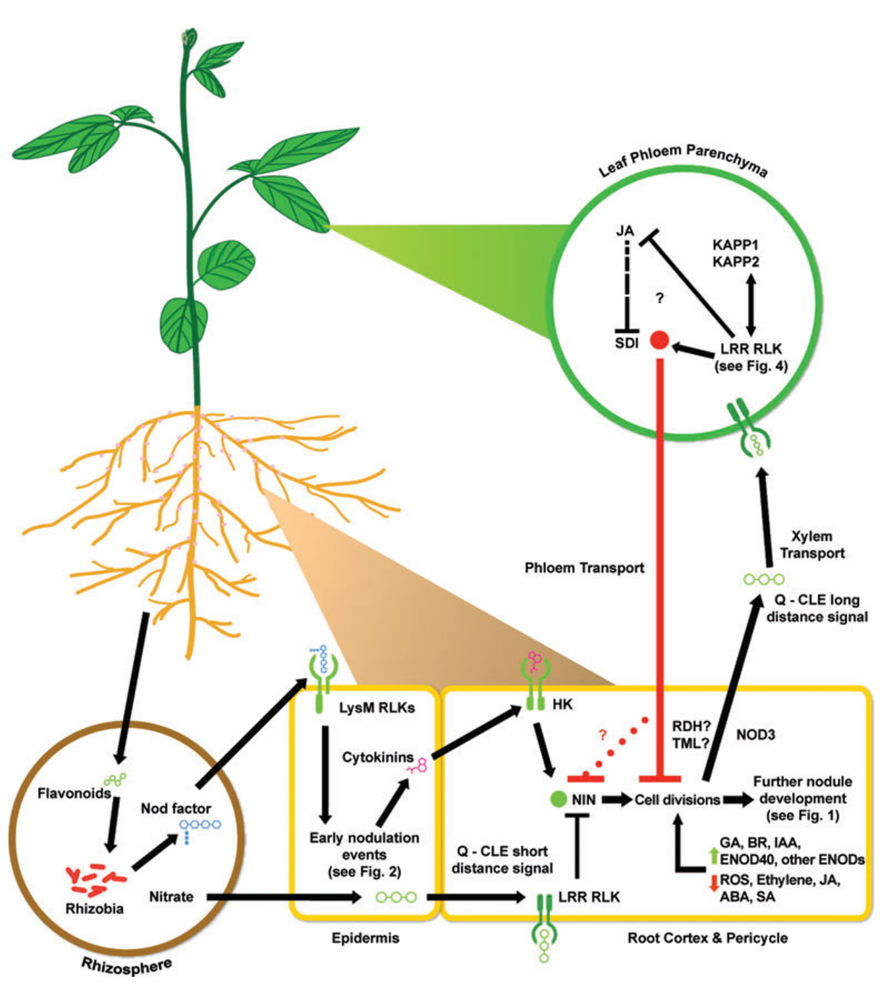 Leaf Phloem Parenchyma
JA
KAPP1
KAPP2
?
SDI
LRR RLK
(see Fig. 4)
Phloem Transport
Xylem
Transport
Q - CLE long
distance signal
LysM RLKs
HK
Cytokinins
?
RDH?
TML?
NOD3
Flavonoids
Nod factor
Rhizobia
Nitrate
Rhizosphere
Early nodulation
events
(see Fig. 2)
Epidermis
NIN
Cell divisions
Further nodule
development
(see Fig. 1)
Q - CLE short
distance signal
LRR RLK
GA, BR, IAA,
ENOD40, other ENODs
ROS, Ethylene, JA,
ABA, SA
Root Cortex & Pericycle